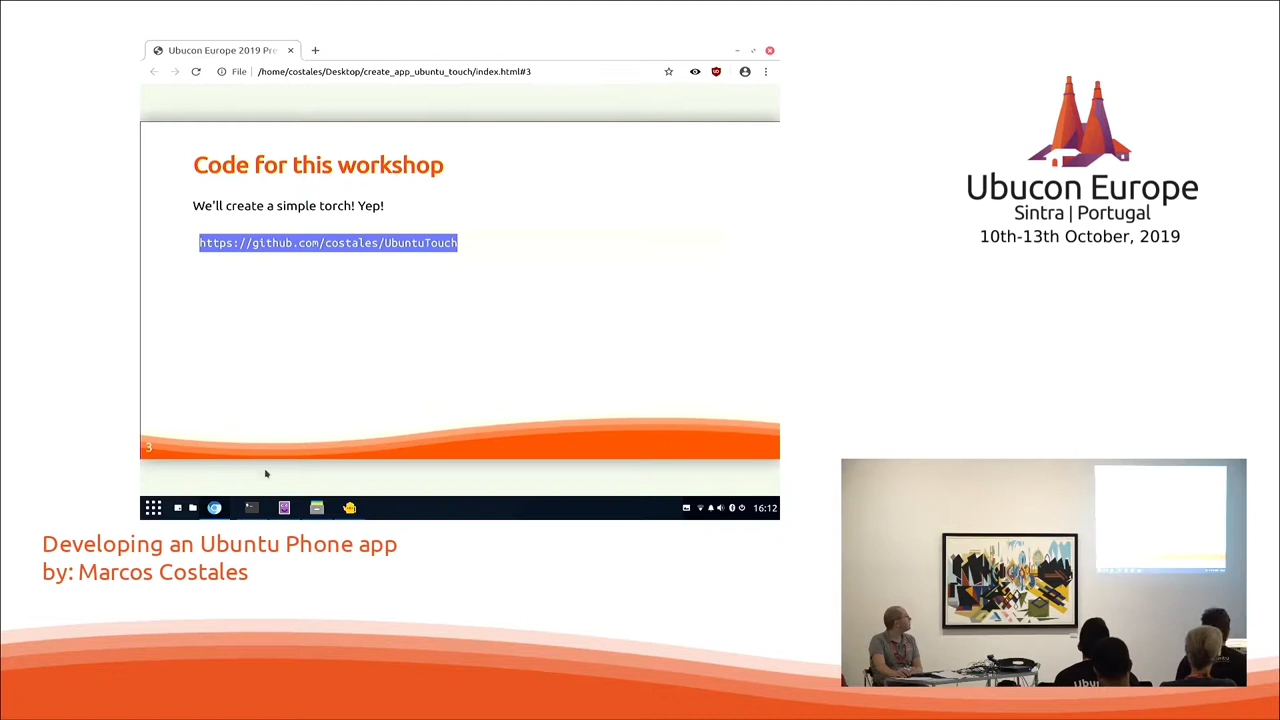 Ubucon Europe 2019 Pre
File /home/costales/Desktop/create_app_ubuntu_touch/index.html#3
Code for this workshop
We'll create a simple torch! Yep!
https://github.com/costales/UbuntuTouch
3
16:12
Ubucon Europe
Sintra | Portugal
10th-13th October, 2019
Developing an Ubuntu Phone app
by: Marcos Costales